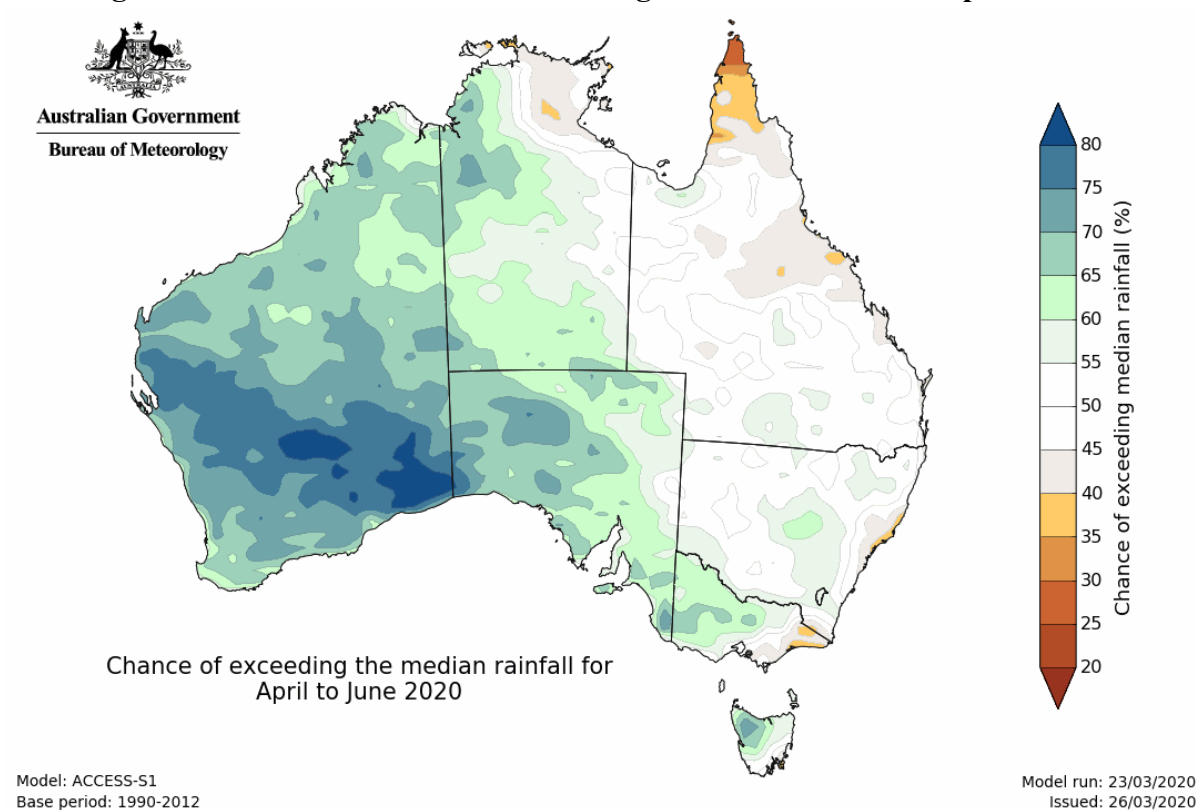 Australian Government
Bureau of Meteorology
80
75
70
65
60
55
50
45
40
35
30
25
20
Chance of exceeding median rainfall (%)
Chance of exceeding the median rainfall for
April to June 2020
Model: ACCESS-S1
Base period: 1990-2012
Model run: 23/03/2020
Issued: 26/03/2020